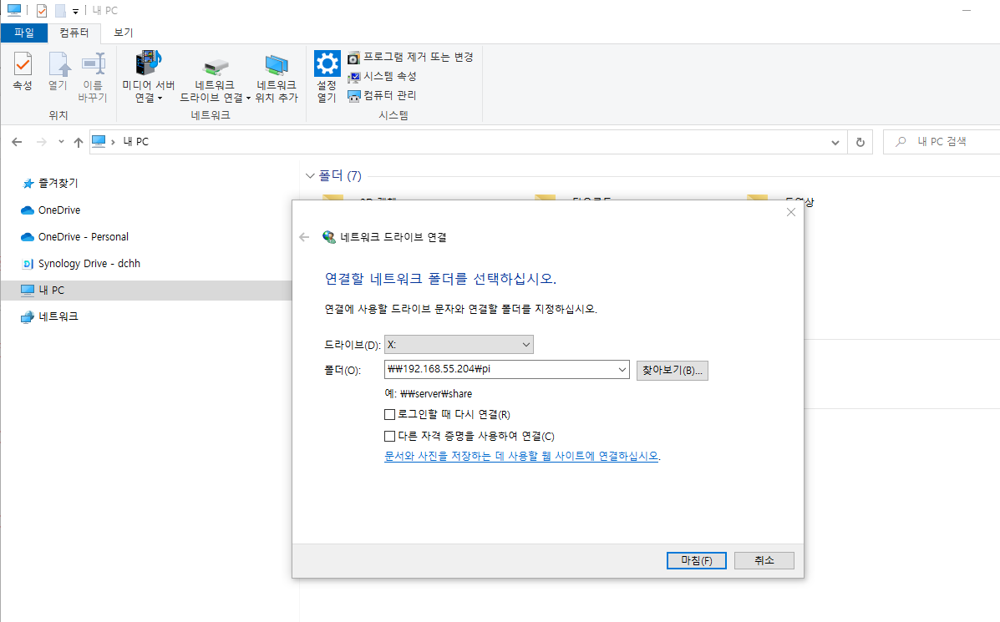 내 PC
파일 컴퓨터 보기
속성
열기
이름
바꾸기
위치
미디어 서버
연결
네트워크
드라이브 연결
네트워크
위치 추가
네트워크
설정
열기
프로그램 제거 또는 변경
시스템 속성
컴퓨터 관리
시스템
내 PC
내 PC 검색
즐겨찾기
OneDrive
OneDrive - Personal
Synology Drive - dchh
내 PC
네트워크
폴더 (7)
네트워크 드라이브 연결
연결할 네트워크 폴더를 선택하십시오.
연결에 사용할 드라이브 문자와 연결할 폴더를 지정하십시오.
드라이브(D): X:
폴더(O): ₩₩192.168.55.204₩pi 찾아보기(B)...
예: ₩₩server₩share
로그인할 때 다시 연결(R)
다른 자격 증명을 사용하여 연결(C)
문서와 사진을 저장하는 데 사용할 웹 사이트에 연결하십시오.
마침(F) 취소